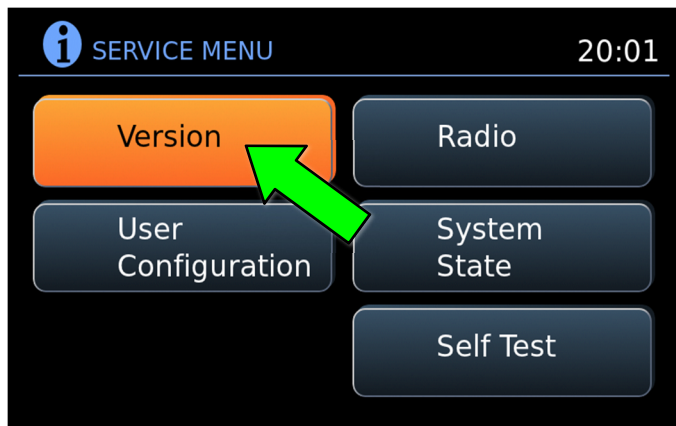 SERVICE MENU
20:01
Version
Radio
User
Configuration
System
State
Self Test